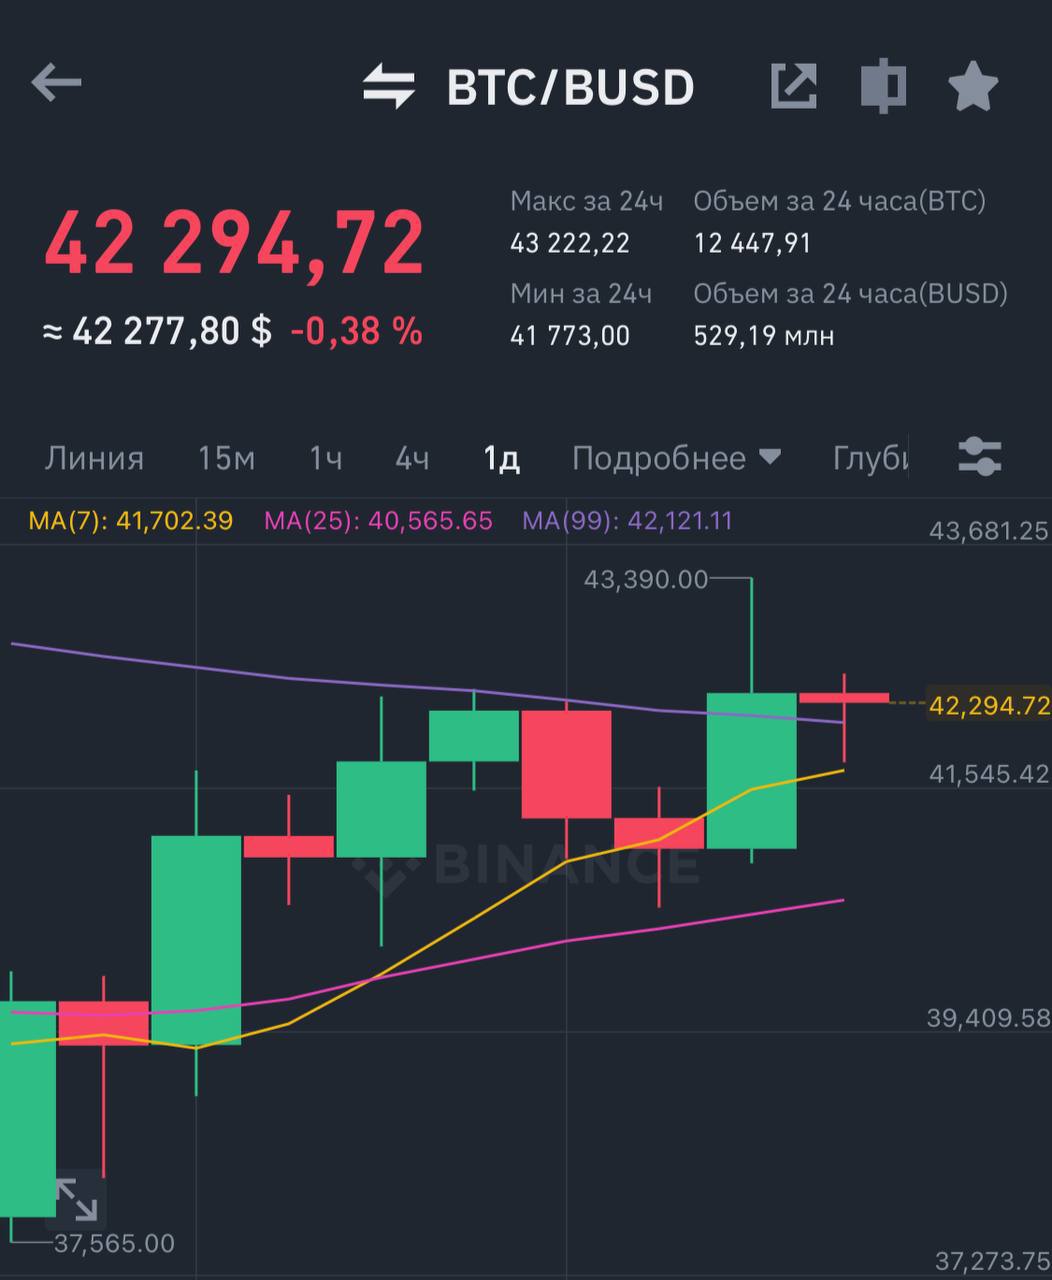 BTC/BUSD
42 294,72
≈ 42 277,80 $ -0,38 %
Макс за 24ч
43 222,22
Объем за 24 часа(BTC)
12 447,91
Мин за 24ч
41 773,00
Объем за 24 часа(BUSD)
529,19 млн
Линия 15м 1ч 4ч 1д Подробнее Глуби
MA(7): 41,702.39 MA(25): 40,565.65 MA(99): 42,121.11
43,681.25
43,390.00
42,294.72
41,545.42
BINANCE
39,409.58
37,565.00
37,273.75